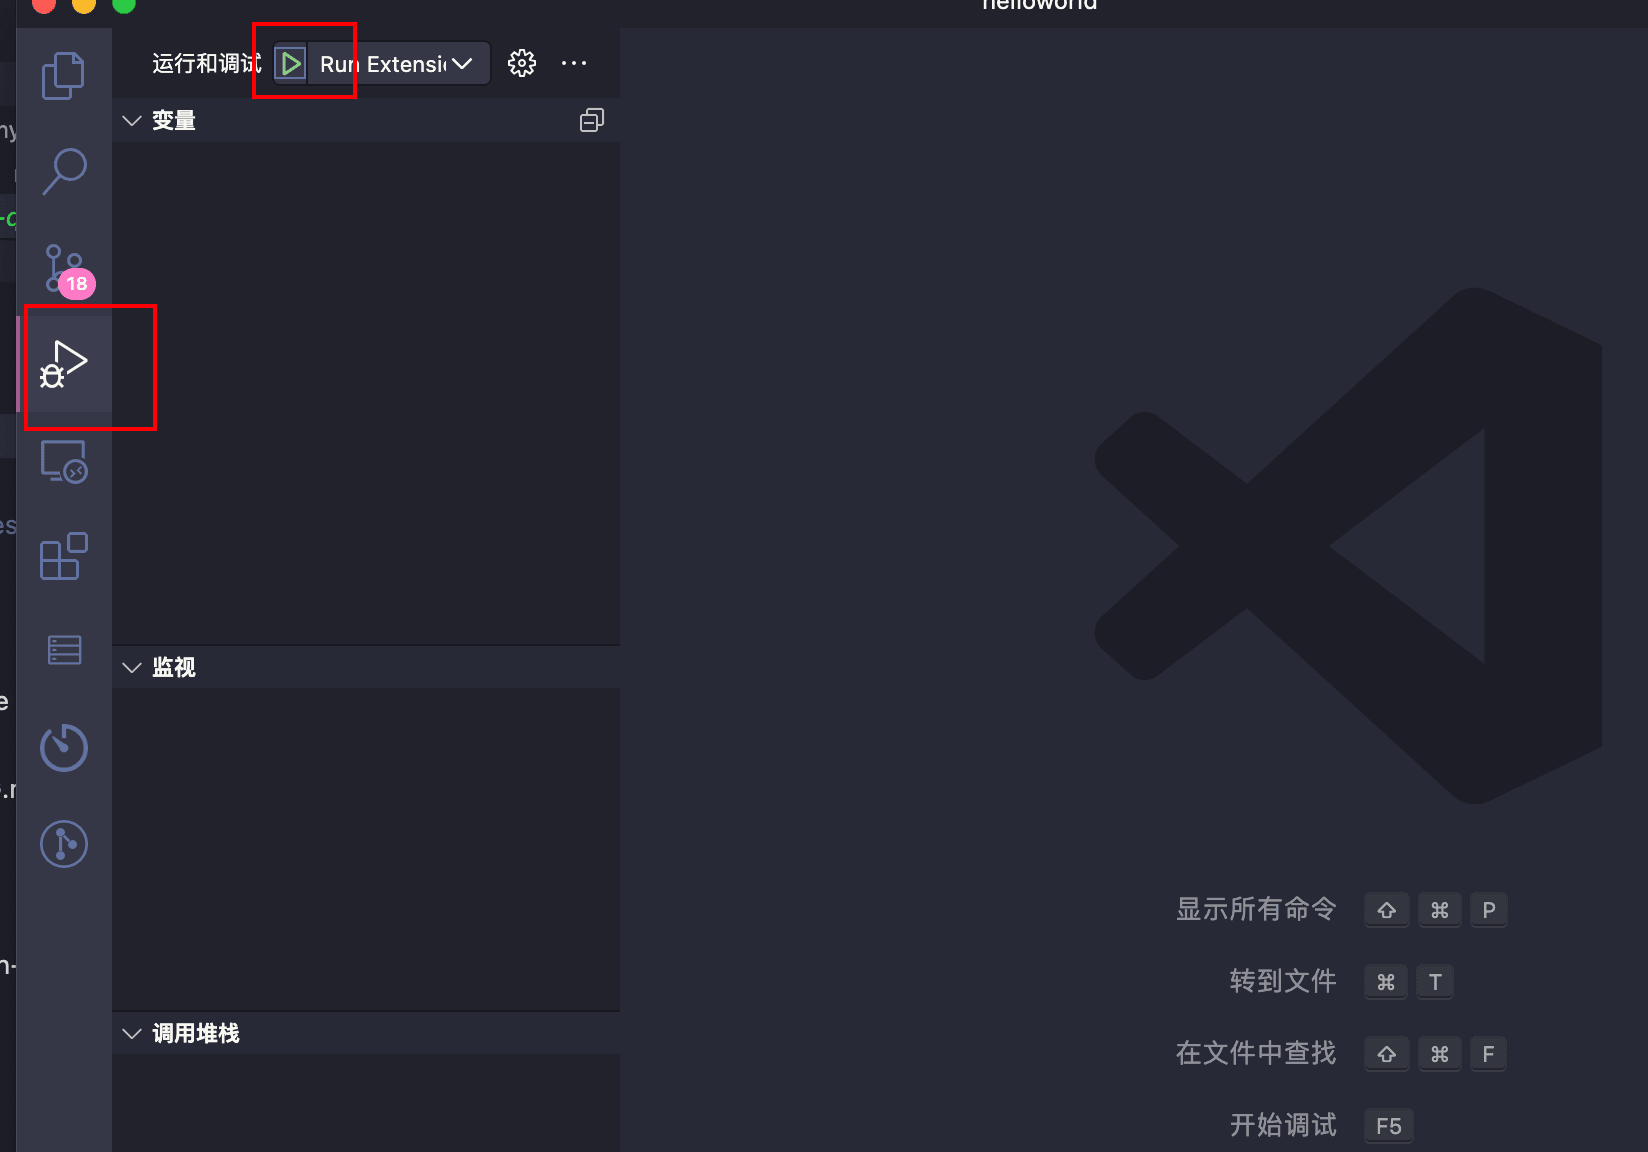 helloworld
运行和调试 Run Extensi
变量
18
监视
调用堆栈
显示所有命令 ⇧ ⌘ P
转到文件 ⌘ T
在文件中查找 ⇧ ⌘ F
开始调试 F5